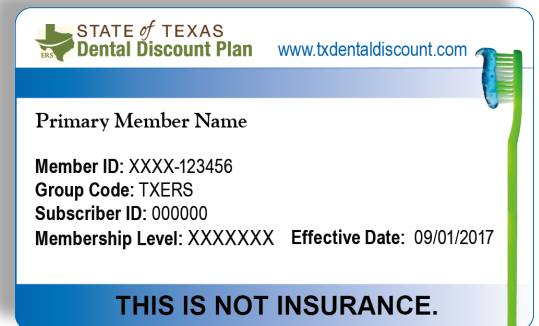 STATE of TEXAS
ERS Dental Discount Plan
www.txdentaldiscount.com
Primary Member Name
Member ID: XXXX-123456
Group Code: TXERS
Subscriber ID: 000000
Membership Level: XXXXXXX Effective Date: 09/01/2017
THIS IS NOT INSURANCE.